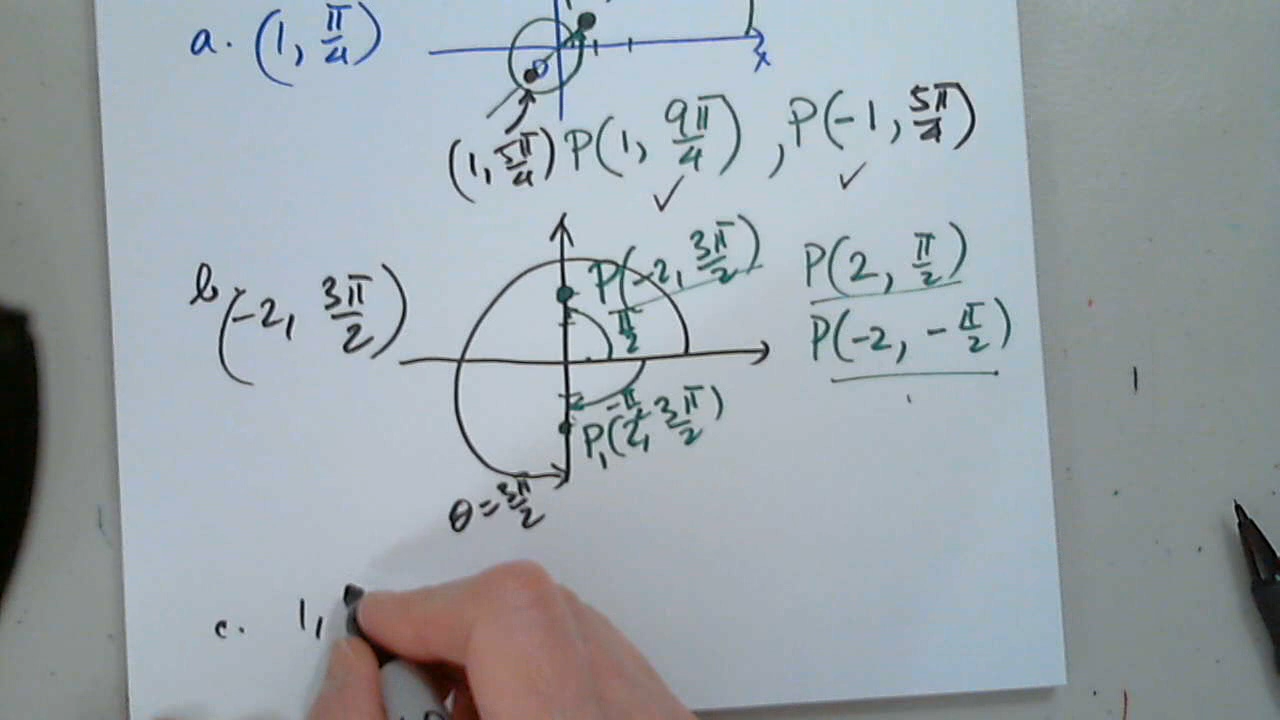 a. (1, π/4)
x
O
(1, 5π/4) P(1, 9π/4) , P(-1, 5π/4)
✓ ✓
b. (-2, 3π/2)
P(-2, 3π/2)
P(2, π/2)
π/2
P(-2, -π/2)
-π/2
P₁(2, 3π/2)
θ = 3π/2
c. 1,